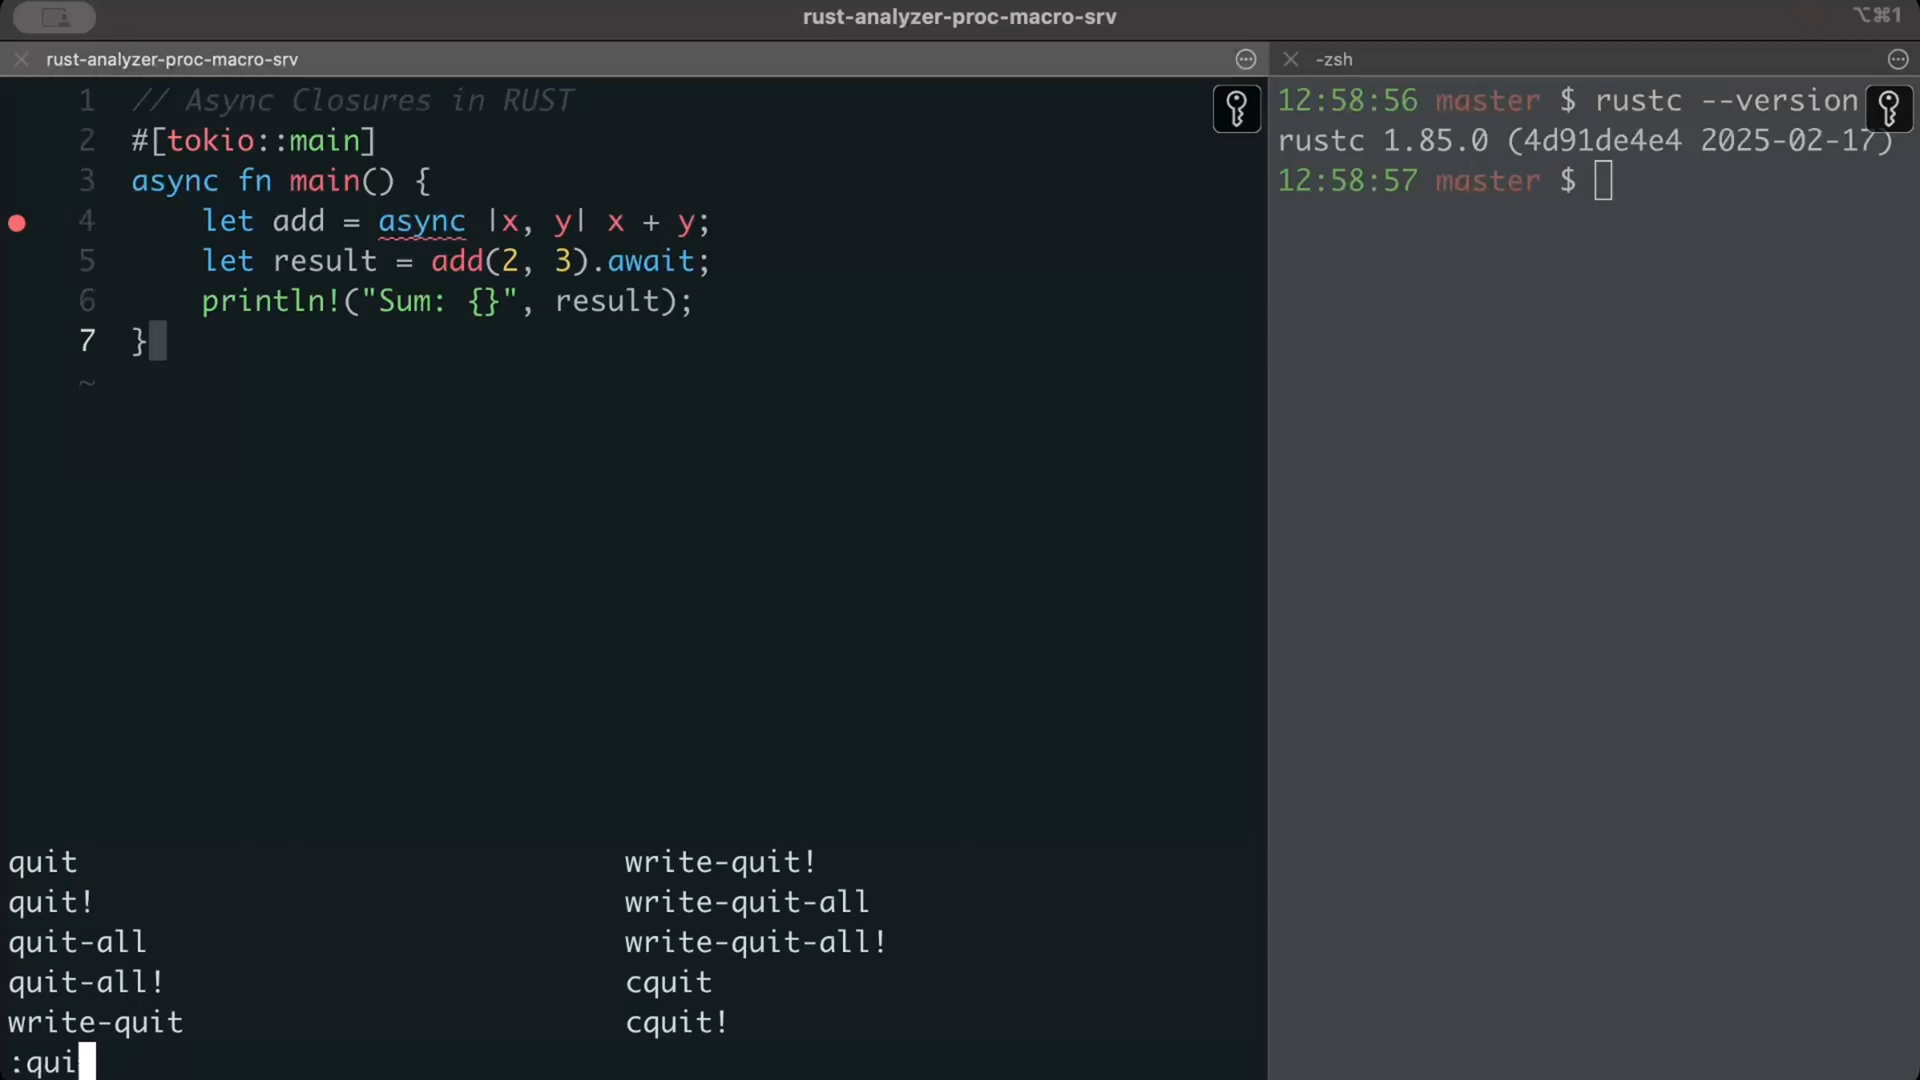 rust-analyzer-proc-macro-srv
⌥⌘1
rust-analyzer-proc-macro-srv
-zsh
1 // Async Closures in RUST
2 #[tokio::main]
3 async fn main() {
4     let add = async |x, y| x + y;
5     let result = add(2, 3).await;
6     println!("Sum: {}", result);
7 }
~
quit
quit!
quit-all
quit-all!
write-quit
write-quit!
write-quit-all
write-quit-all!
cquit
cquit!
:qui
12:58:56 master $ rustc --version
rustc 1.85.0 (4d91de4e4 2025-02-17)
12:58:57 master $